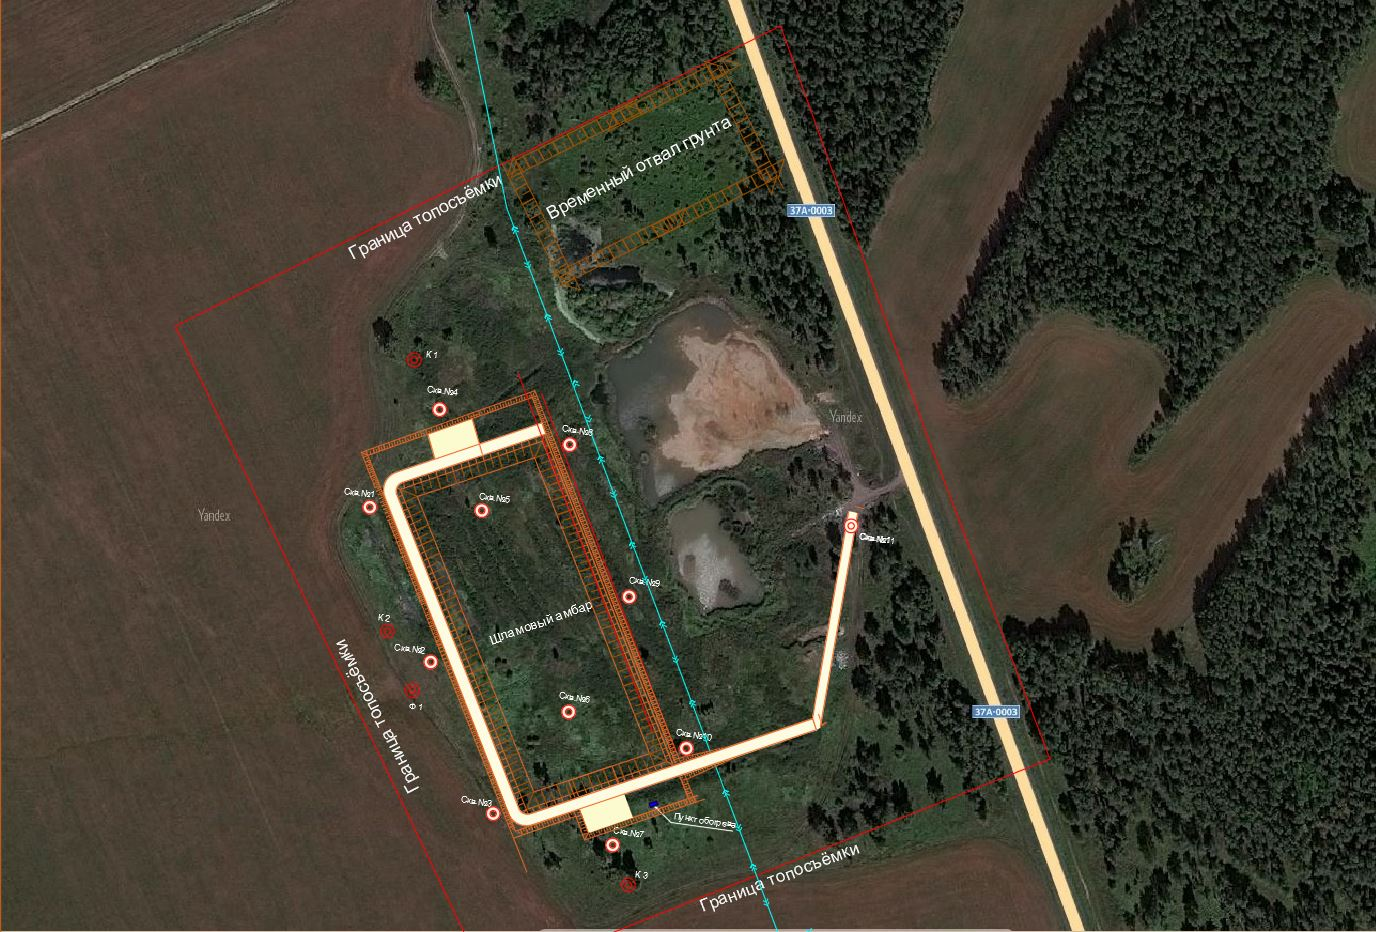 Временный отвал грунта
Граница топосъёмки
37А-0003
К 1
Скв.№4
Yandex
Скв.№8
Скв.№1
Скв.№5
Yandex
Скв.№11
Скв.№9
Шламовый амбар
К 2
Скв.№2
Граница топосъёмки
Ф 1
Скв.№6
37А-0003
Скв.№10
Скв.№3
Пункт обогрева
Скв.№7
Граница топосъёмки
К 3